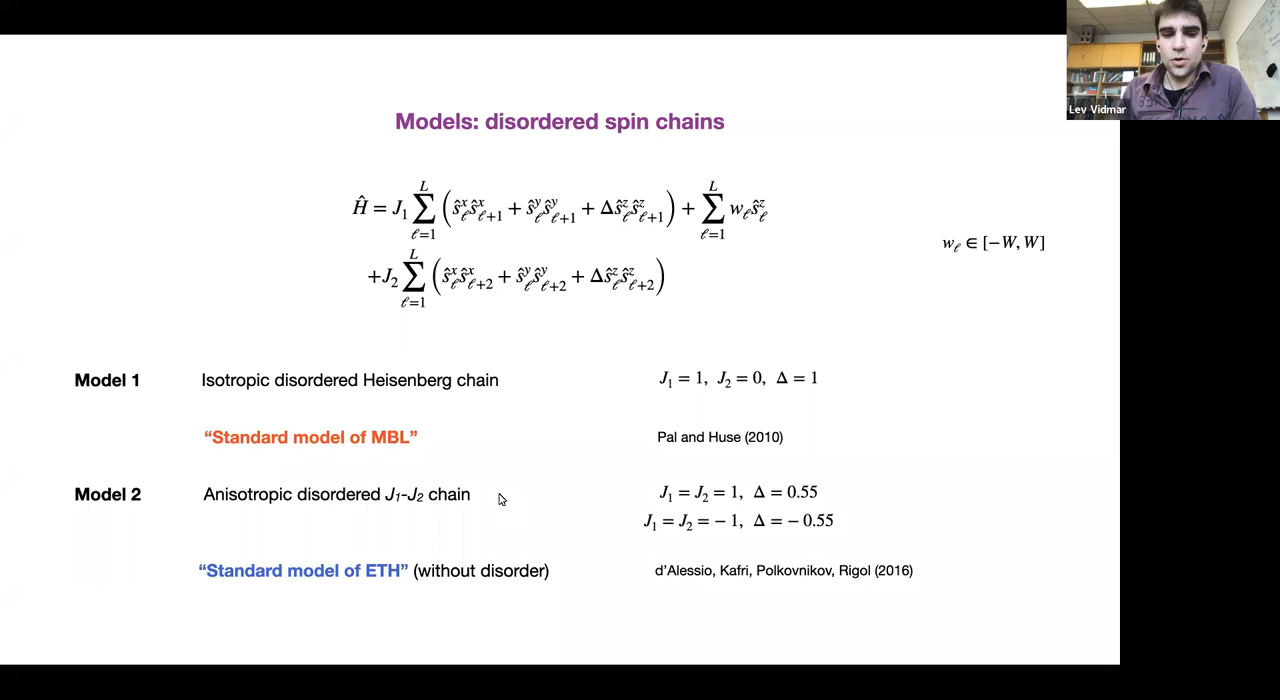 Lev Vidmar
Models: disordered spin chains
Ĥ = J₁ ∑_{ℓ=1}^{L} (ŝ^x_ℓ ŝ^x_{ℓ+1} + ŝ^y_ℓ ŝ^y_{ℓ+1} + Δŝ^z_ℓ ŝ^z_{ℓ+1}) + ∑_{ℓ=1}^{L} w_ℓ ŝ^z_ℓ
w_ℓ ∈ [−W, W]
+J₂ ∑_{ℓ=1}^{L} (ŝ^x_ℓ ŝ^x_{ℓ+2} + ŝ^y_ℓ ŝ^y_{ℓ+2} + Δŝ^z_ℓ ŝ^z_{ℓ+2})
Model 1 Isotropic disordered Heisenberg chain J₁ = 1, J₂ = 0, Δ = 1
“Standard model of MBL” Pal and Huse (2010)
Model 2 Anisotropic disordered J₁-J₂ chain J₁ = J₂ = 1, Δ = 0.55
J₁ = J₂ = − 1, Δ = − 0.55
“Standard model of ETH” (without disorder) d’Alessio, Kafri, Polkovnikov, Rigol (2016)